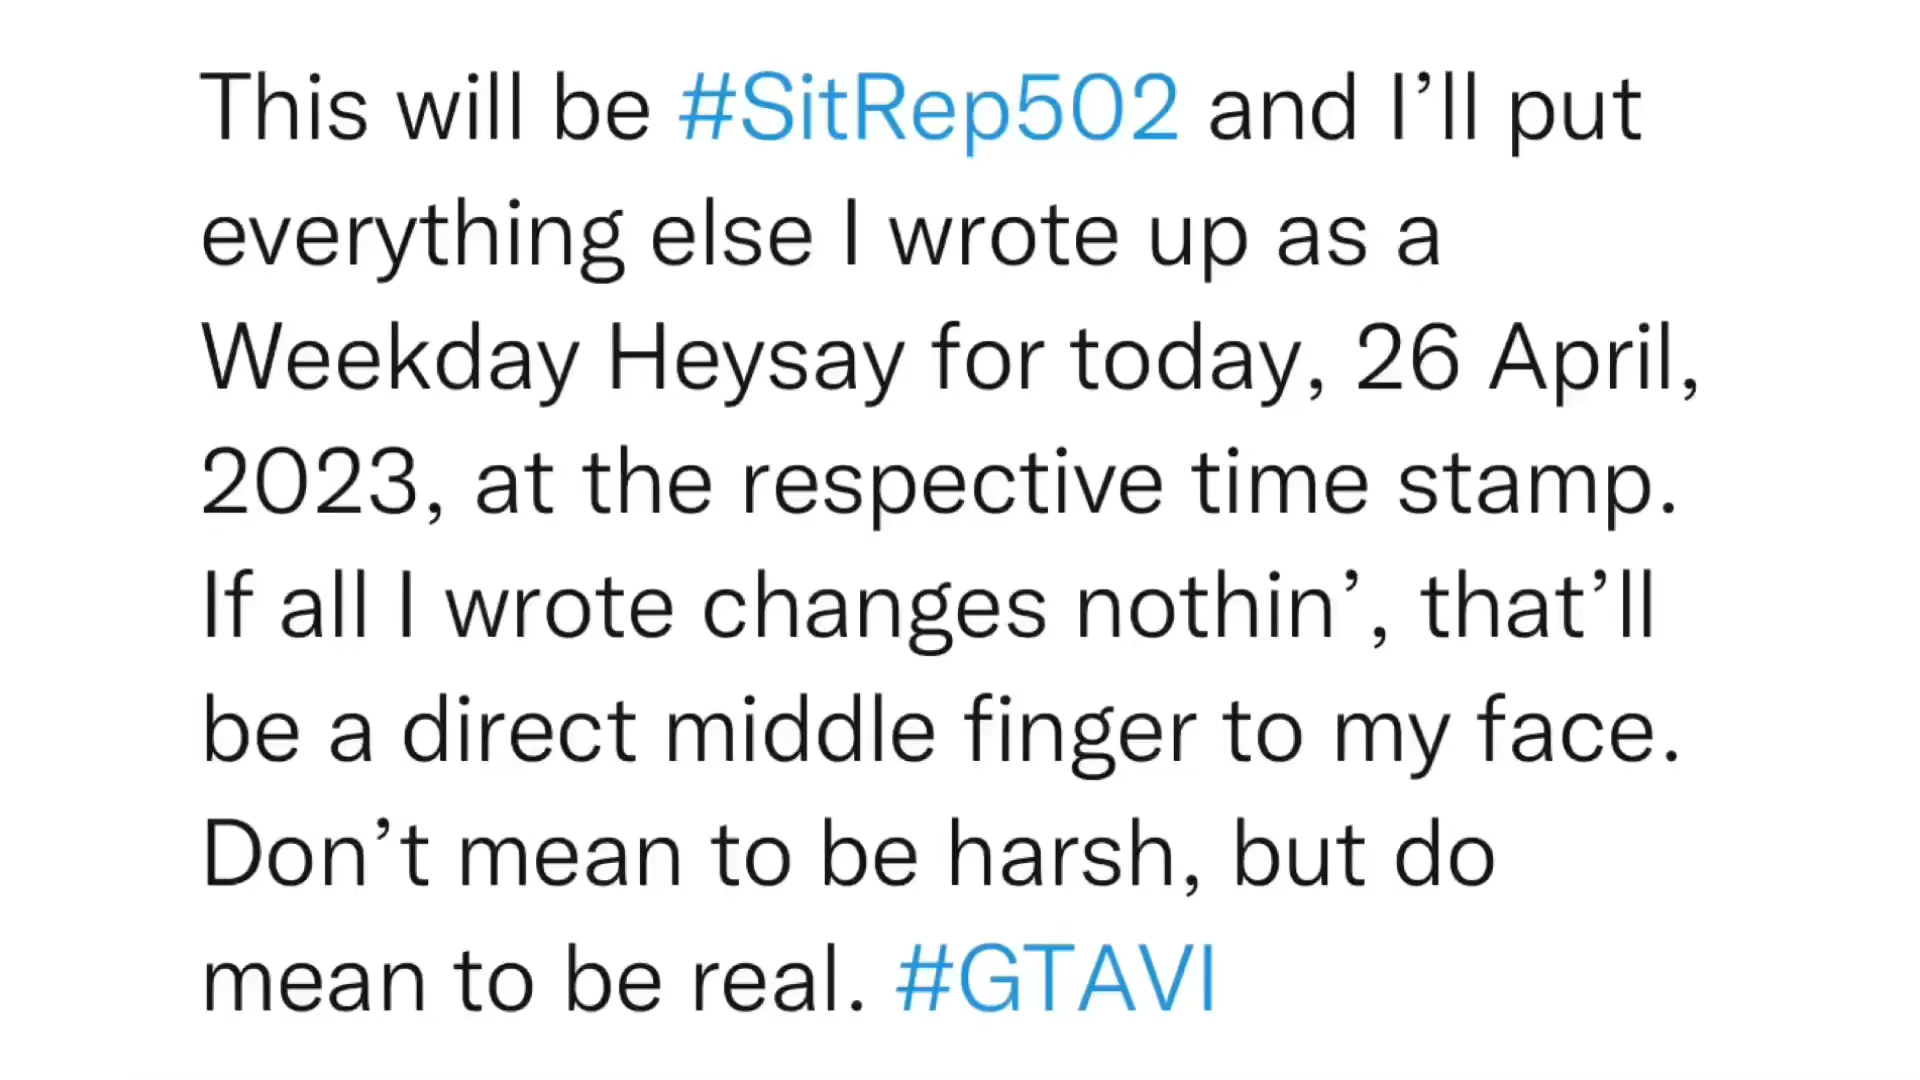 This will be #SitRep502 and I’ll put
everything else I wrote up as a
Weekday Heysay for today, 26 April,
2023, at the respective time stamp.
If all I wrote changes nothin’, that’ll
be a direct middle finger to my face.
Don’t mean to be harsh, but do
mean to be real. #GTAVI